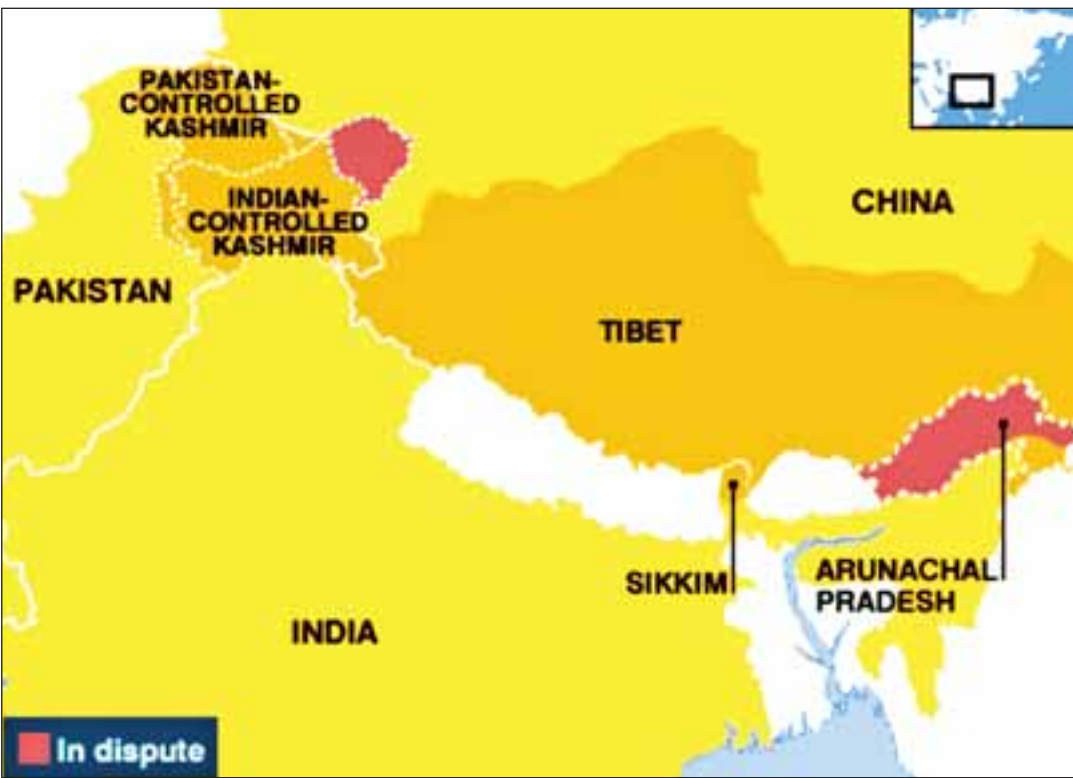 PAKISTAN-
CONTROLLED
KASHMIR
INDIAN-
CONTROLLED
KASHMIR
CHINA
PAKISTAN
TIBET
SIKKIM
ARUNACHAL
PRADESH
INDIA
In dispute